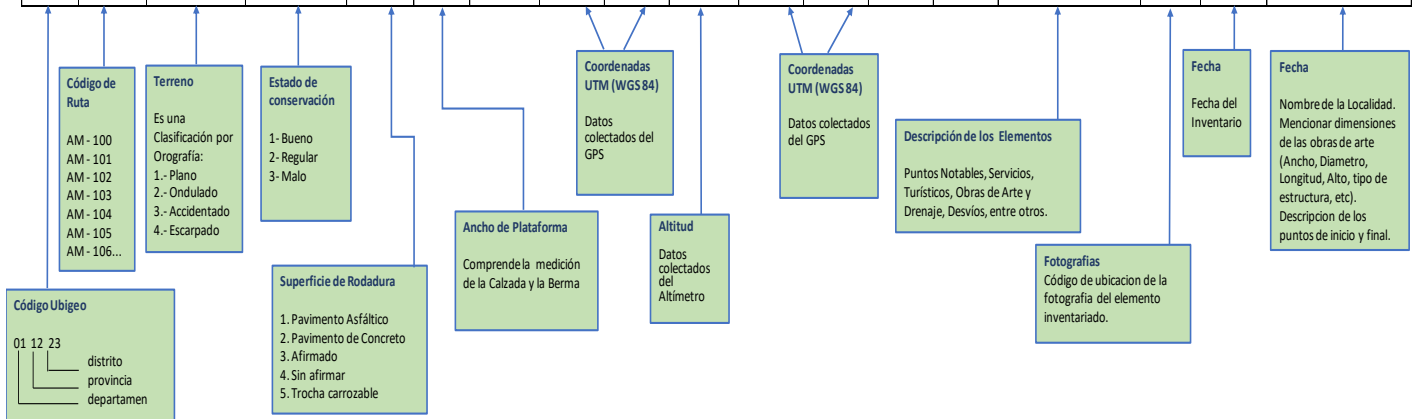 Código de
Ruta
AM - 100
AM - 101
AM - 102
AM - 103
AM - 104
AM - 105
AM - 106...
Terreno
Es una
Clasificación por
Orografía:
1.- Plano
2.- Ondulado
3.- Accidentado
4.- Escarpado
Estado de
conservación
1- Bueno
2- Regular
3- Malo
Coordenadas
UTM (WGS 84)
Datos
colectados del
GPS
Coordenadas
UTM (WGS 84)
Datos colectados
del GPS
Descripción de los Elementos
Puntos Notables, Servicios,
Turísticos, Obras de Arte y
Drenaje, Desvíos, entre otros.
Fecha
Fecha del
Inventario
Fecha
Nombre de la Localidad.
Mencionar dimensiones
de las obras de arte
(Ancho, Diametro,
Longitud, Alto, tipo de
estructura, etc).
Descripcion de los
puntos de inicio y final.
Ancho de Plataforma
Comprende la medición
de la Calzada y la Berma
Altitud
Datos
colectados
del
Altímetro
Fotografias
Código de ubicacion de la
fotografia del elemento
inventariado.
Superficie de Rodadura
1. Pavimento Asfáltico
2. Pavimento de Concreto
3. Afirmado
4. Sin afirmar
5. Trocha carrozable
Código Ubigeo
01 12 23
distrito
provincia
departamen